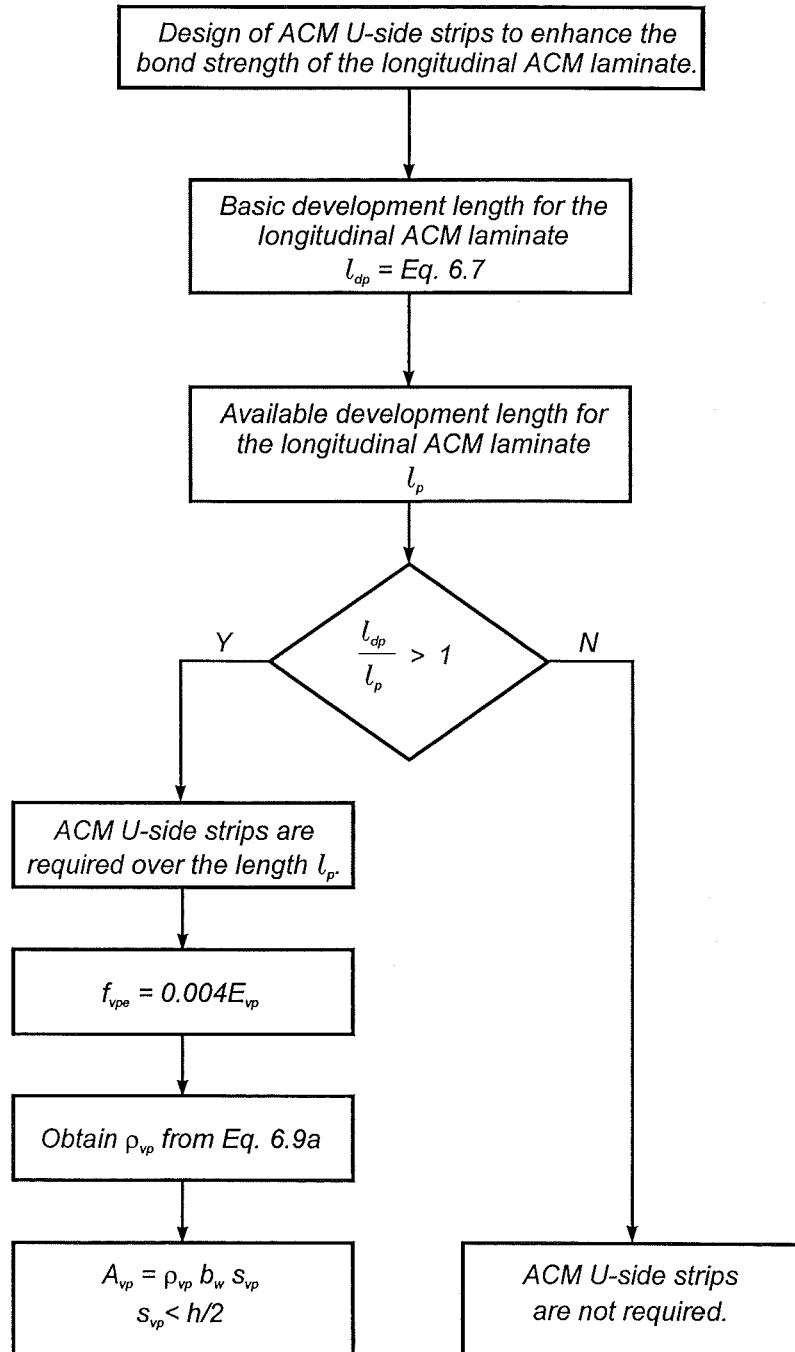 Design of ACM U-side strips to enhance the
bond strength of the longitudinal ACM laminate.
Basic development length for the
longitudinal ACM laminate
l_dp = Eq. 6.7
Available development length for
the longitudinal ACM laminate
l_p
Y
l_dp / l_p > 1
N
ACM U-side strips are
required over the length l_p.
f_vpe = 0.004E_vp
Obtain ρ_vp from Eq. 6.9a
A_vp = ρ_vp b_w s_vp
s_vp < h/2
ACM U-side strips
are not required.